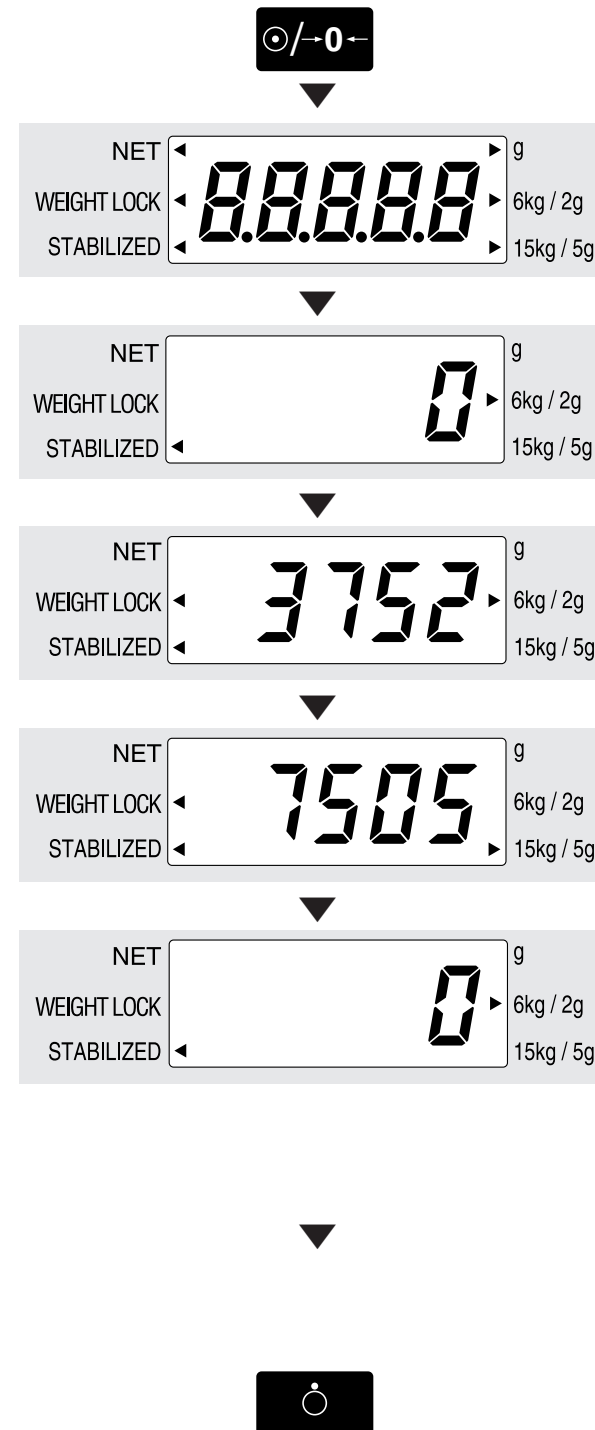 ⊙/→0←
NET ◄ ► g
WEIGHT LOCK ◄ 8.8.8.8.8 ► 6kg / 2g
STABILIZED ◄ ► 15kg / 5g
NET g
WEIGHT LOCK 0 ► 6kg / 2g
STABILIZED ◄ 15kg / 5g
NET g
WEIGHT LOCK ◄ 3752 ► 6kg / 2g
STABILIZED ◄ 15kg / 5g
NET g
WEIGHT LOCK ◄ 7505 6kg / 2g
STABILIZED ◄ ► 15kg / 5g
NET g
WEIGHT LOCK 0 ► 6kg / 2g
STABILIZED ◄ 15kg / 5g